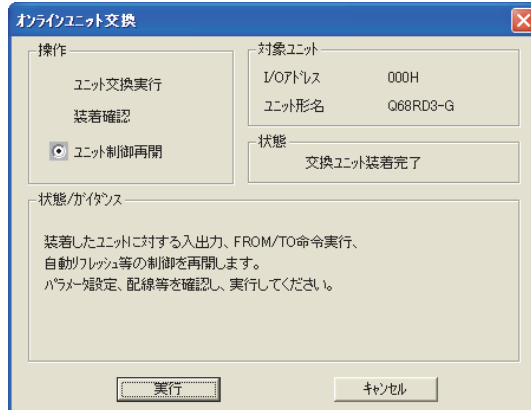 オンラインユニット交換
操作
ユニット交換実行
装着確認
ユニット制御再開
対象ユニット
I/Oアドレス 000H
ユニット形名 Q68RD3-G
状態
交換ユニット装着完了
状態/ガイダンス
装着したユニットに対する入出力、FROM/TO命令実行、
自動リフレッシュ等の制御を再開します。
パラメータ設定、配線等を確認し、実行してください。
実行 キャンセル